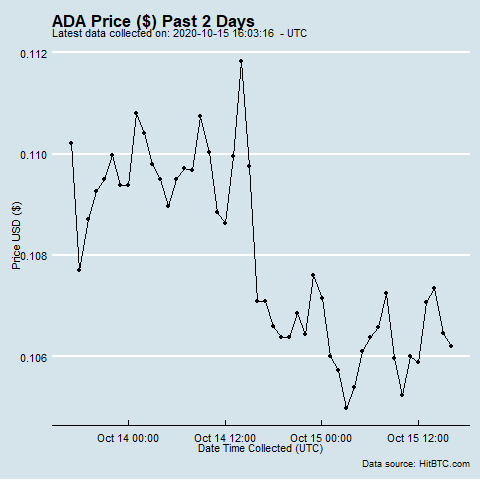 ADA Price ($) Past 2 Days
Latest data collected on: 2020-10-15 16:03:16  - UTC
0.112
0.110
0.108
0.106
Price USD ($)
Oct 14 00:00
Oct 14 12:00
Oct 15 00:00
Oct 15 12:00
Date Time Collected (UTC)
Data source: HitBTC.com